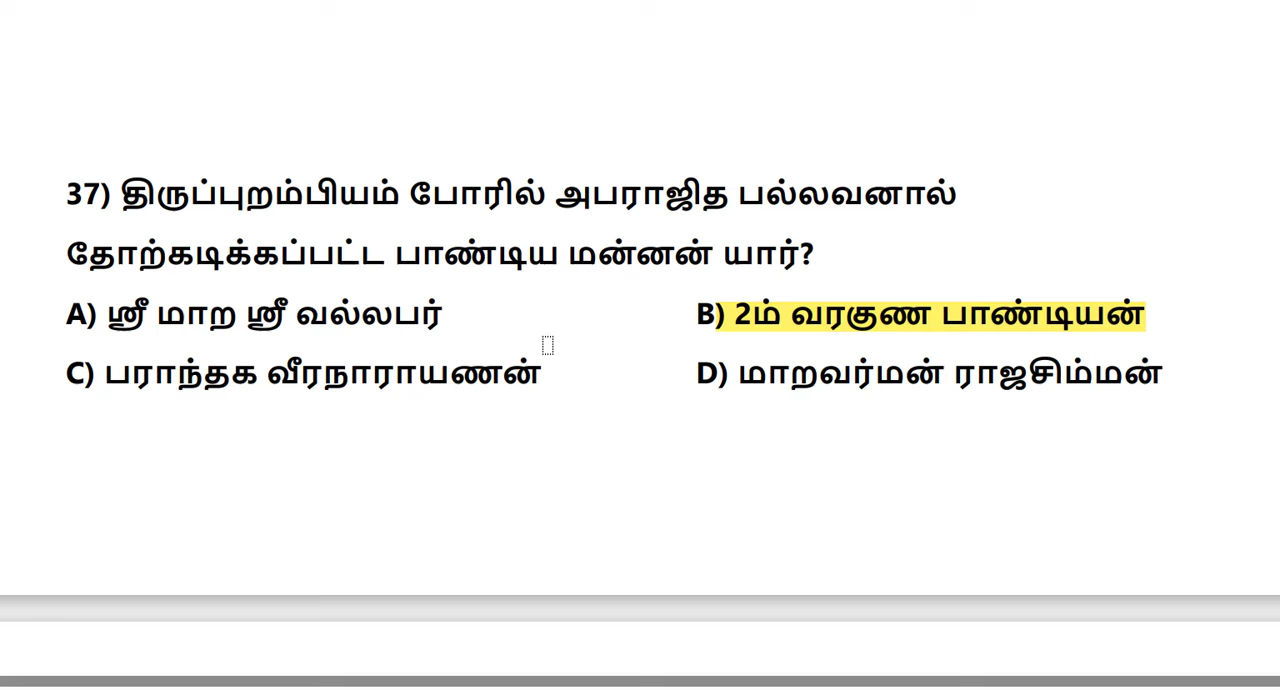 37) திருப்புறம்பியம் போரில் அபராஜித பல்லவனால்
தோற்கடிக்கப்பட்ட பாண்டிய மன்னன் யார்?
A) ஸ்ரீ மாற ஸ்ரீ வல்லபர் B) 2ம் வரகுண பாண்டியன்
C) பராந்தக வீரநாராயணன் D) மாறவர்மன் ராஜசிம்மன்